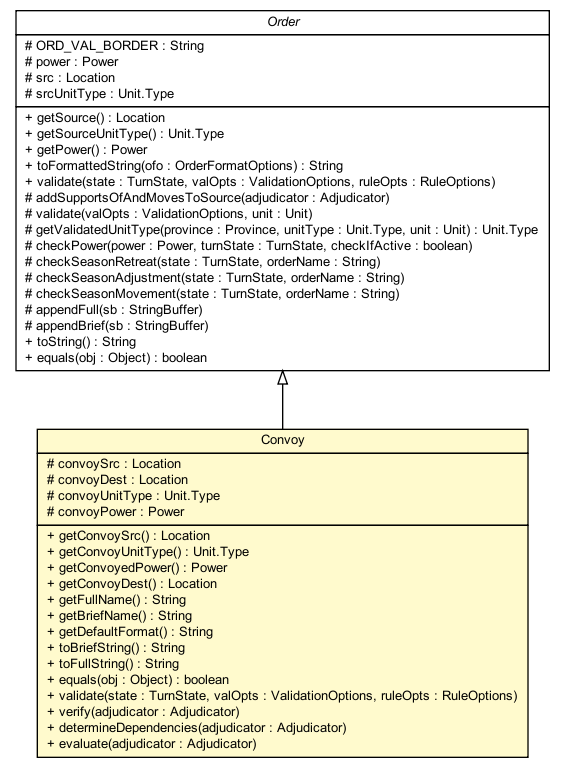 Order
# ORD_VAL_BORDER : String
# power : Power
# src : Location
# srcUnitType : Unit.Type
+ getSource() : Location
+ getSourceUnitType() : Unit.Type
+ getPower() : Power
+ toFormattedString(ofo : OrderFormatOptions) : String
+ validate(state : TurnState, valOpts : ValidationOptions, ruleOpts : RuleOptions)
# addSupportsOfAndMovesToSource(adjudicator : Adjudicator)
# validate(valOpts : ValidationOptions, unit : Unit)
# getValidatedUnitType(province : Province, unitType : Unit.Type, unit : Unit) : Unit.Type
# checkPower(power : Power, turnState : TurnState, checkIfActive : boolean)
# checkSeasonRetreat(state : TurnState, orderName : String)
# checkSeasonAdjustment(state : TurnState, orderName : String)
# checkSeasonMovement(state : TurnState, orderName : String)
# appendFull(sb : StringBuffer)
# appendBrief(sb : StringBuffer)
+ toString() : String
+ equals(obj : Object) : boolean
Convoy
# convoySrc : Location
# convoyDest : Location
# convoyUnitType : Unit.Type
# convoyPower : Power
+ getConvoySrc() : Location
+ getConvoyUnitType() : Unit.Type
+ getConvoyedPower() : Power
+ getConvoyDest() : Location
+ getFullName() : String
+ getBriefName() : String
+ getDefaultFormat() : String
+ toBriefString() : String
+ toFullString() : String
+ equals(obj : Object) : boolean
+ validate(state : TurnState, valOpts : ValidationOptions, ruleOpts : RuleOptions)
+ verify(adjudicator : Adjudicator)
+ determineDependencies(adjudicator : Adjudicator)
+ evaluate(adjudicator : Adjudicator)